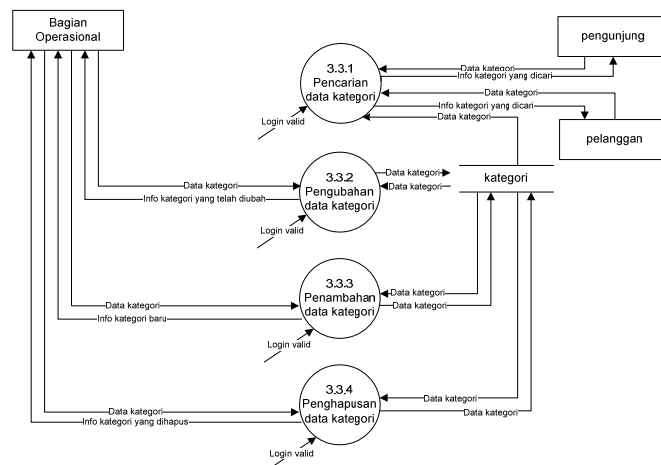 Bagian
Operasional
pengunjung
3.3.1
Pencarian
data kategori
Data kategori
Info kategori yang dicari
Data kategori
Info kategori yang dicari
Data kategori
Login valid
pelanggan
3.3.2
Pengubahan
data kategori
Data kategori
Data kategori
kategori
Data kategori
Info kategori yang telah diubah
Login valid
3.3.3
Penambahan
data kategori
Data kategori
Data kategori
Data kategori
Info kategori baru
Login valid
3.3.4
Penghapusan
data kategori
Data kategori
Data kategori
Data kategori
Info kategori yang dihapus
Login valid